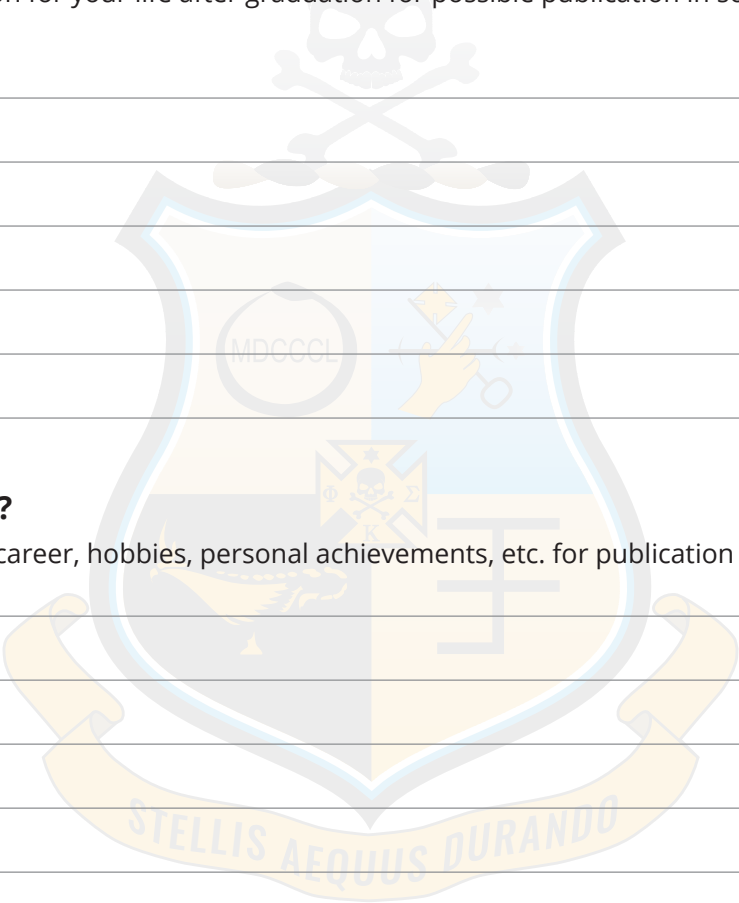 on for your life after graduation for possible publication in
MDCCCL
Φ Σ
Κ
?
career, hobbies, personal achievements, etc. for publication
STELLIS AEQUUS DURANDO